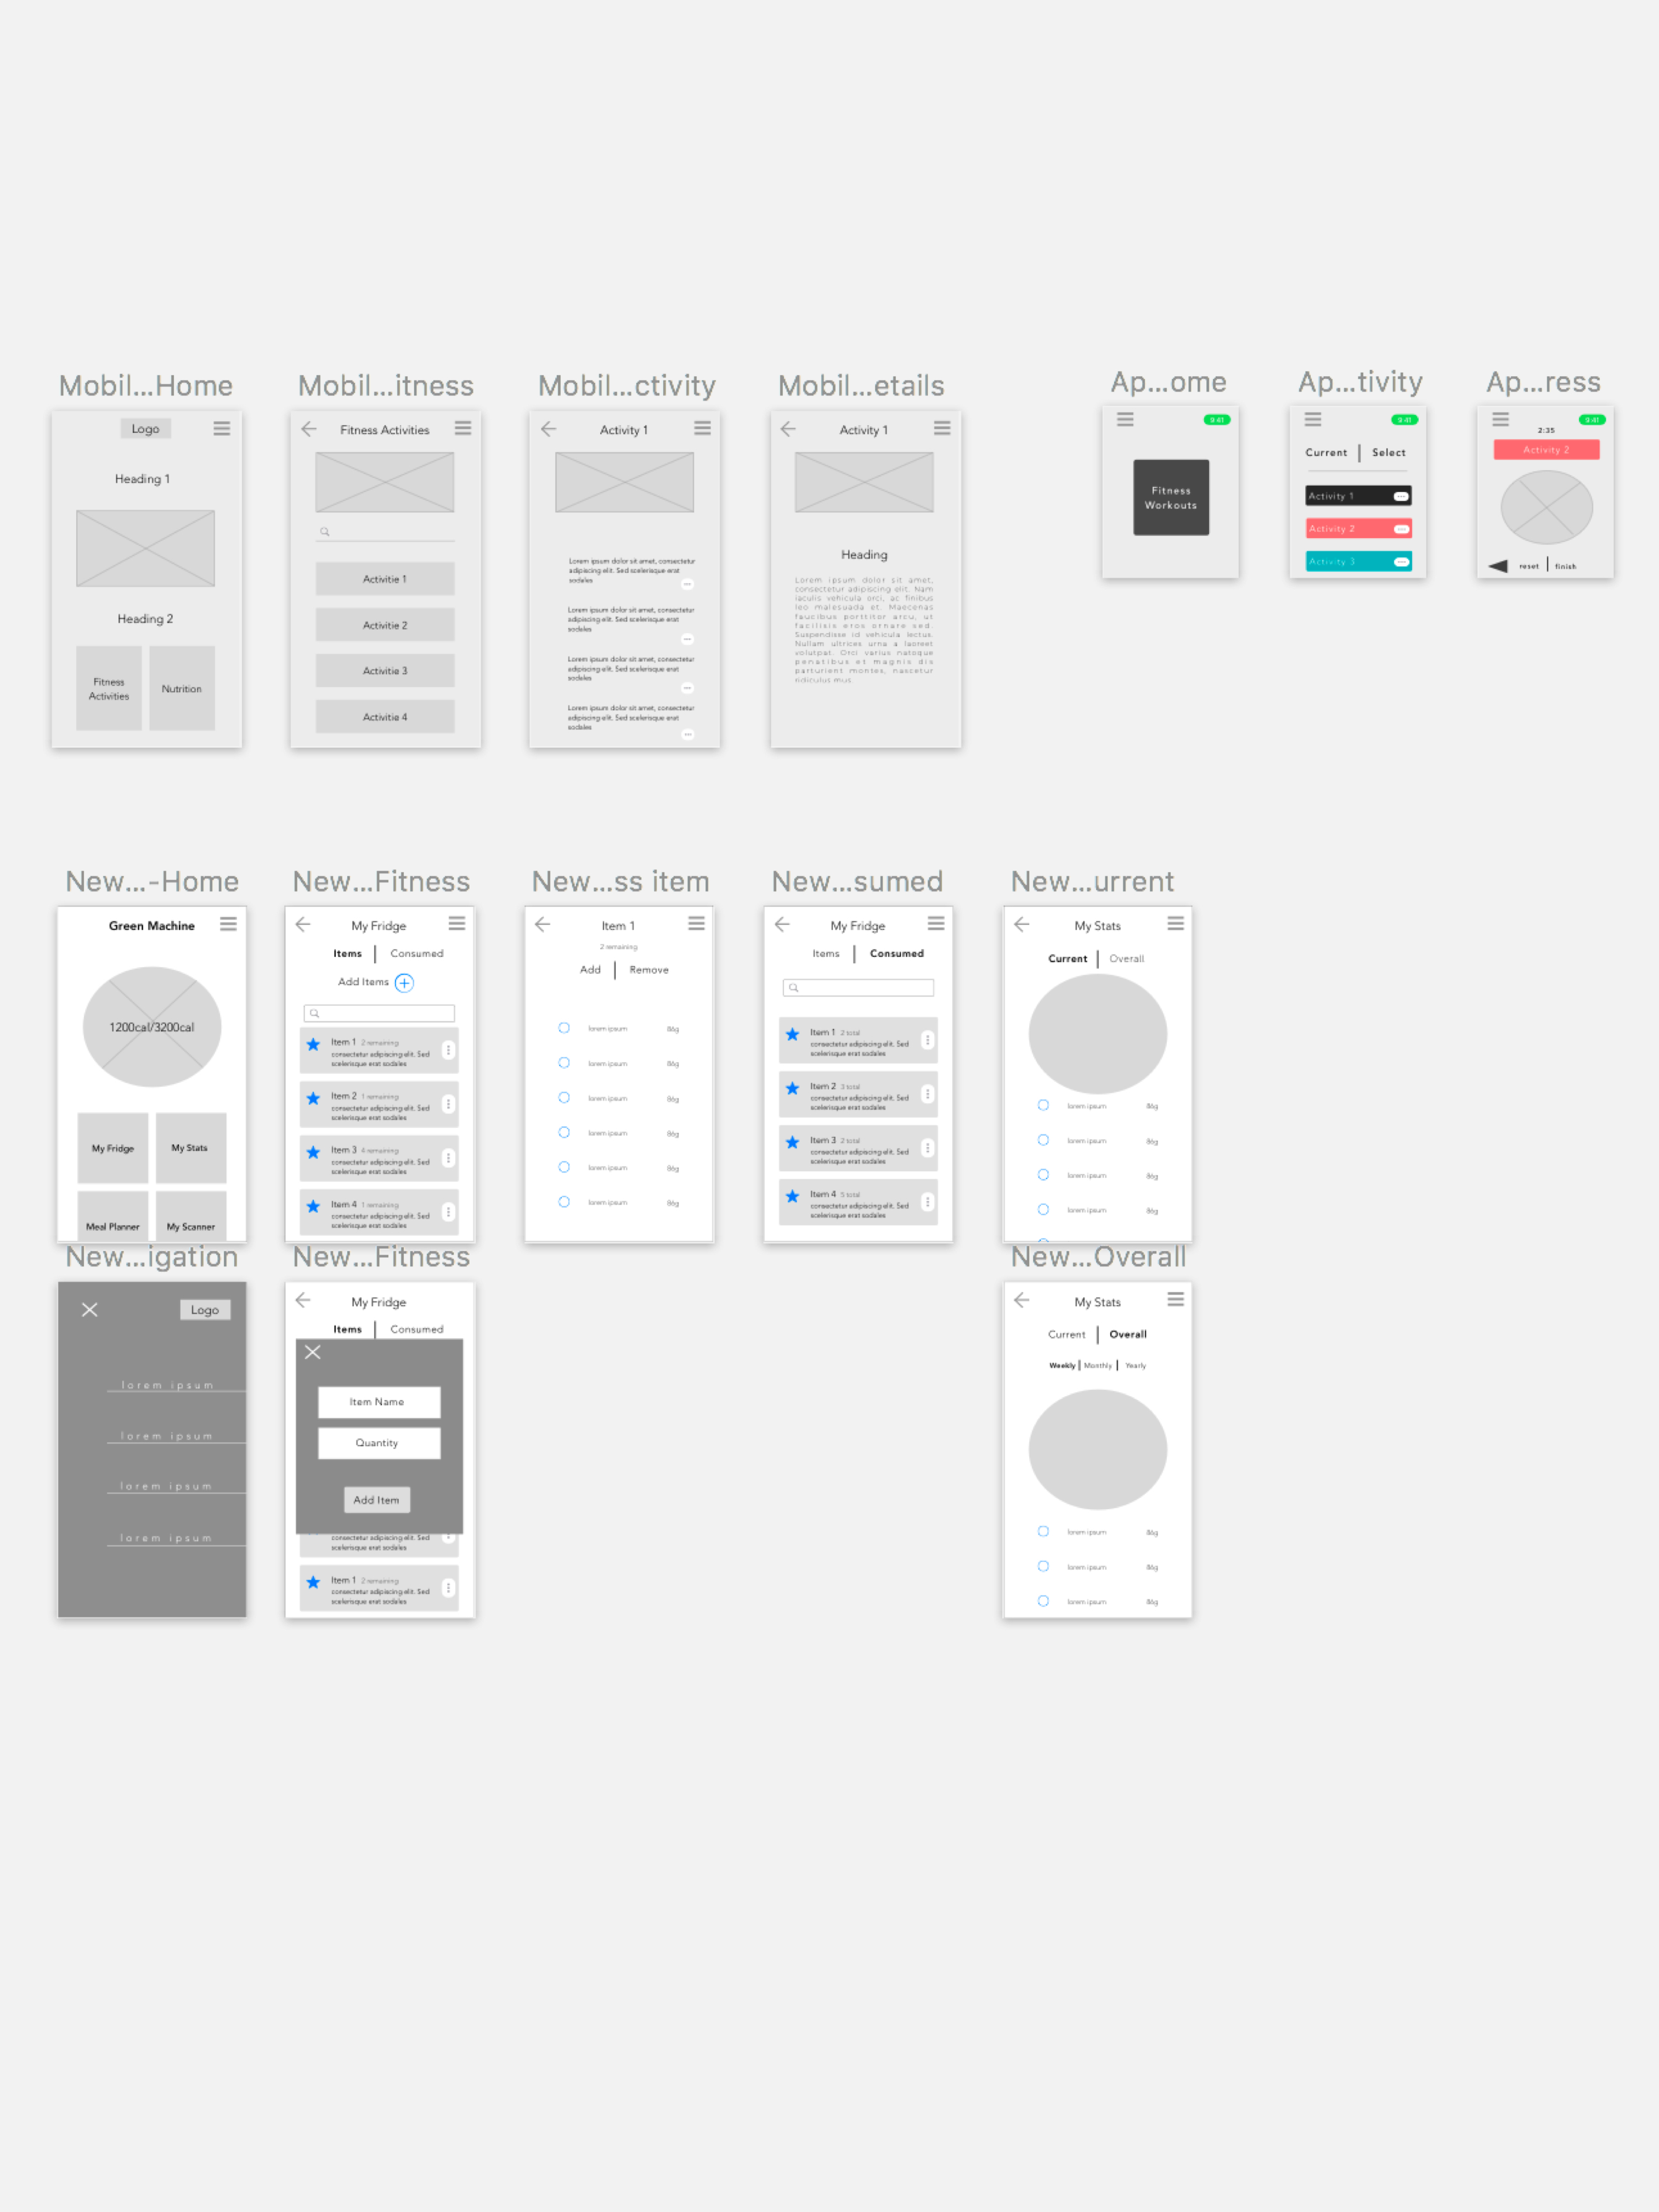 Mobil...Home
Logo
Heading 1
Heading 2
Fitness
Activities
Nutrition
Mobil...itness
Fitness Activities
Activitie 1
Activitie 2
Activitie 3
Activitie 4
Mobil...ctivity
Activity 1
Lorem ipsum dolor sit amet, consectetur
adipiscing elit. Sed scelerisque erat
sodales
Lorem ipsum dolor sit amet, consectetur
adipiscing elit. Sed scelerisque erat
sodales
Lorem ipsum dolor sit amet, consectetur
adipiscing elit. Sed scelerisque erat
sodales
Lorem ipsum dolor sit amet, consectetur
adipiscing elit. Sed scelerisque erat
sodales
Mobil...etails
Activity 1
Heading
Lorem ipsum dolor sit amet,
consectetur adipiscing elit. Nam
iaculis vehicula orci, ac finibus
leo malesuada et. Maecenas
faucibus porttitor arcu, ut
facilisis eros ornare sed.
Suspendisse id vehicula lectus.
Nullam ultrices urna a laoreet
volutpat. Orci varius natoque
penatibus et magnis dis
parturient montes, nascetur
ridiculus mus.
Ap...ome
9:41
Fitness
Workouts
Ap...tivity
9:41
Current | Select
Activity 1
Activity 2
Activity 3
Ap...ress
9:41
2:35
Activity 2
reset | finish
New...-Home
Green Machine
1200cal/3200cal
My Fridge
My Stats
Meal Planner
My Scanner
New...Fitness
My Fridge
Items | Consumed
Add Items
Item 1 2 remaining
consectetur adipiscing elit. Sed
scelerisque erat sodales
Item 2 1 remaining
consectetur adipiscing elit. Sed
scelerisque erat sodales
Item 3 4 remaining
consectetur adipiscing elit. Sed
scelerisque erat sodales
Item 4 1 remaining
consectetur adipiscing elit. Sed
scelerisque erat sodales
New...ss item
Item 1
2 remaining
Add | Remove
lorem ipsum 86g
lorem ipsum 86g
lorem ipsum 86g
lorem ipsum 86g
lorem ipsum 86g
lorem ipsum 86g
New...sumed
My Fridge
Items | Consumed
Item 1 2 total
consectetur adipiscing elit. Sed
scelerisque erat sodales
Item 2 3 total
consectetur adipiscing elit. Sed
scelerisque erat sodales
Item 3 2 total
consectetur adipiscing elit. Sed
scelerisque erat sodales
Item 4 5 total
consectetur adipiscing elit. Sed
scelerisque erat sodales
New...urrent
My Stats
Current | Overall
lorem ipsum 86g
lorem ipsum 86g
lorem ipsum 86g
lorem ipsum 86g
New...igation
Logo
lorem ipsum
lorem ipsum
lorem ipsum
lorem ipsum
New...Fitness
My Fridge
Items | Consumed
Item Name
Quantity
Add Item
consectetur adipiscing elit. Sed
scelerisque erat sodales
Item 1 2 remaining
consectetur adipiscing elit. Sed
scelerisque erat sodales
New...Overall
My Stats
Current | Overall
Weekly | Monthly | Yearly
lorem ipsum 86g
lorem ipsum 86g
lorem ipsum 86g